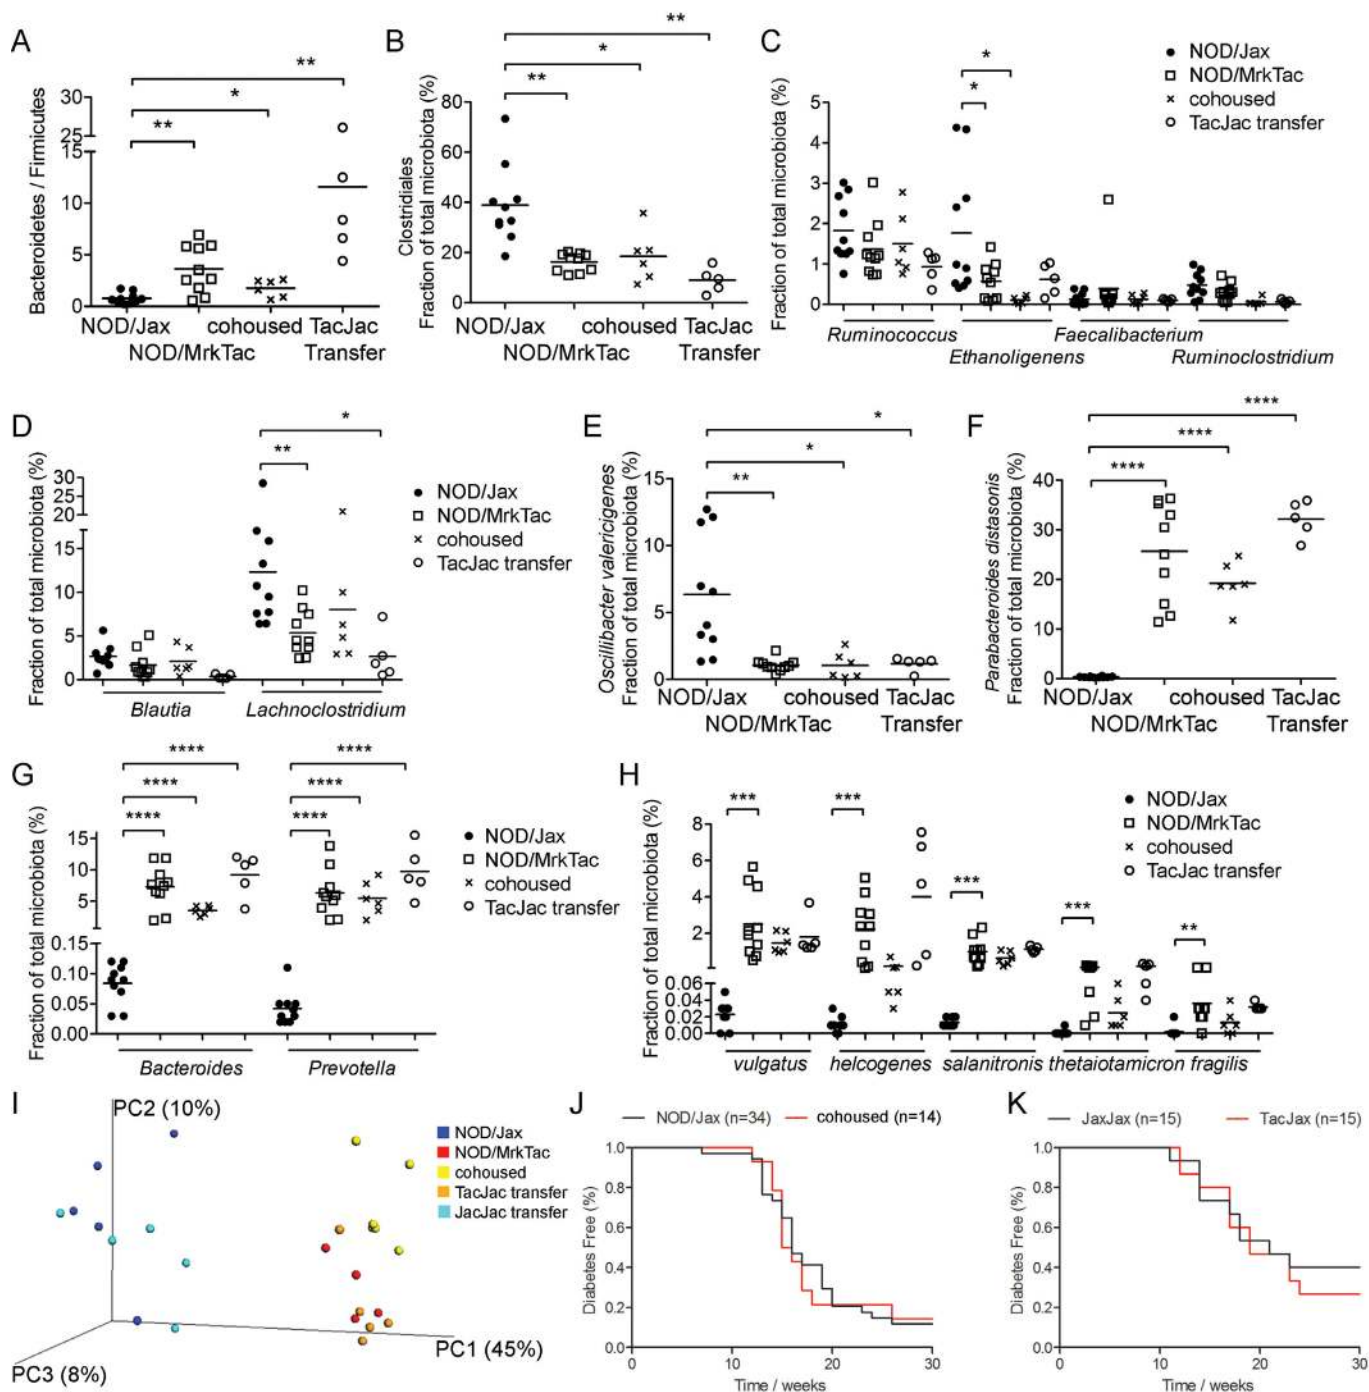 A
Bacteroidetes / Firmicutes
30
25
15
10
5
0
**
*
**
NOD/Jax
cohoused
TacJac
NOD/MrkTac
Transfer
B
Clostridiales
Fraction of total microbiota (%)
80
60
40
20
0
**
*
**
NOD/Jax
cohoused
TacJac
NOD/MrkTac
Transfer
C
Fraction of total microbiota (%)
5
4
3
2
1
0
*
*
NOD/Jax
NOD/MrkTac
cohoused
TacJac transfer
Ruminococcus
Faecalibacterium
Ethanoligenens
Ruminoclostridium
D
Fraction of total microbiota (%)
30
25
20
15
10
5
0
*
**
NOD/Jax
NOD/MrkTac
cohoused
TacJac transfer
Blautia
Lachnoclostridium
E
Oscillibacter valericigenes
Fraction of total microbiota (%)
15
10
5
0
*
*
**
NOD/Jax
cohoused
TacJac
NOD/MrkTac
Transfer
F
Parabacteroides distasonis
Fraction of total microbiota (%)
40
30
20
10
0
****
****
****
NOD/Jax
cohoused
TacJac
NOD/MrkTac
Transfer
G
Fraction of total microbiota (%)
15
10
5
0.15
0.10
0.05
0.00
****
****
****
****
****
****
NOD/Jax
NOD/MrkTac
cohoused
TacJac transfer
Bacteroides
Prevotella
H
Fraction of total microbiota (%)
8
6
4
2
0.06
0.04
0.02
0.00
***
***
***
***
**
NOD/Jax
NOD/MrkTac
cohoused
TacJac transfer
vulgatus
helcogenes
salanitronis
thetaiotamicron
fragilis
I
PC2 (10%)
PC1 (45%)
PC3 (8%)
NOD/Jax
NOD/MrkTac
cohoused
TacJac transfer
JacJac transfer
J
NOD/Jax (n=34)
cohoused (n=14)
Diabetes Free (%)
1.0
0.8
0.6
0.4
0.2
0.0
0
10
20
30
Time / weeks
K
JaxJax (n=15)
TacJax (n=15)
Diabetes Free (%)
1.0
0.8
0.6
0.4
0.2
0.0
0
10
20
30
Time / weeks